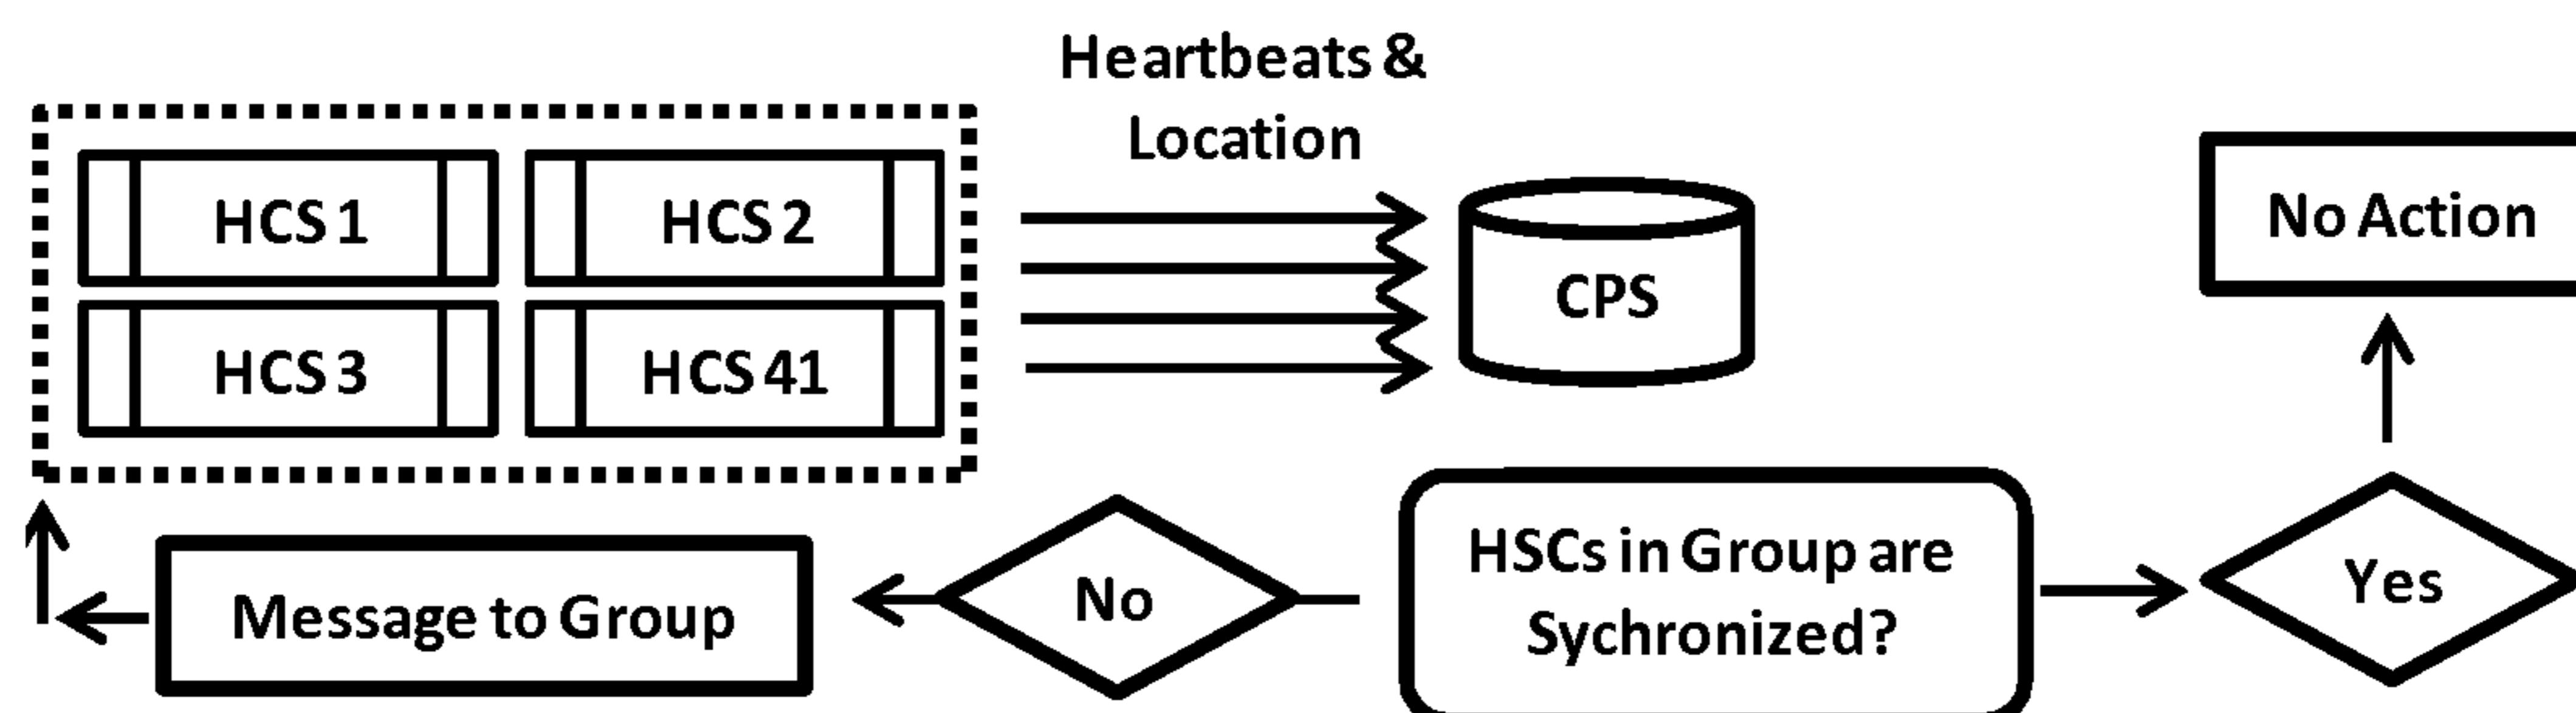 Heartbeats &
Location
HCS 1
HCS 2
HCS 3
HCS 41
CPS
No Action
Message to Group
No
HSCs in Group are
Sychronized?
Yes